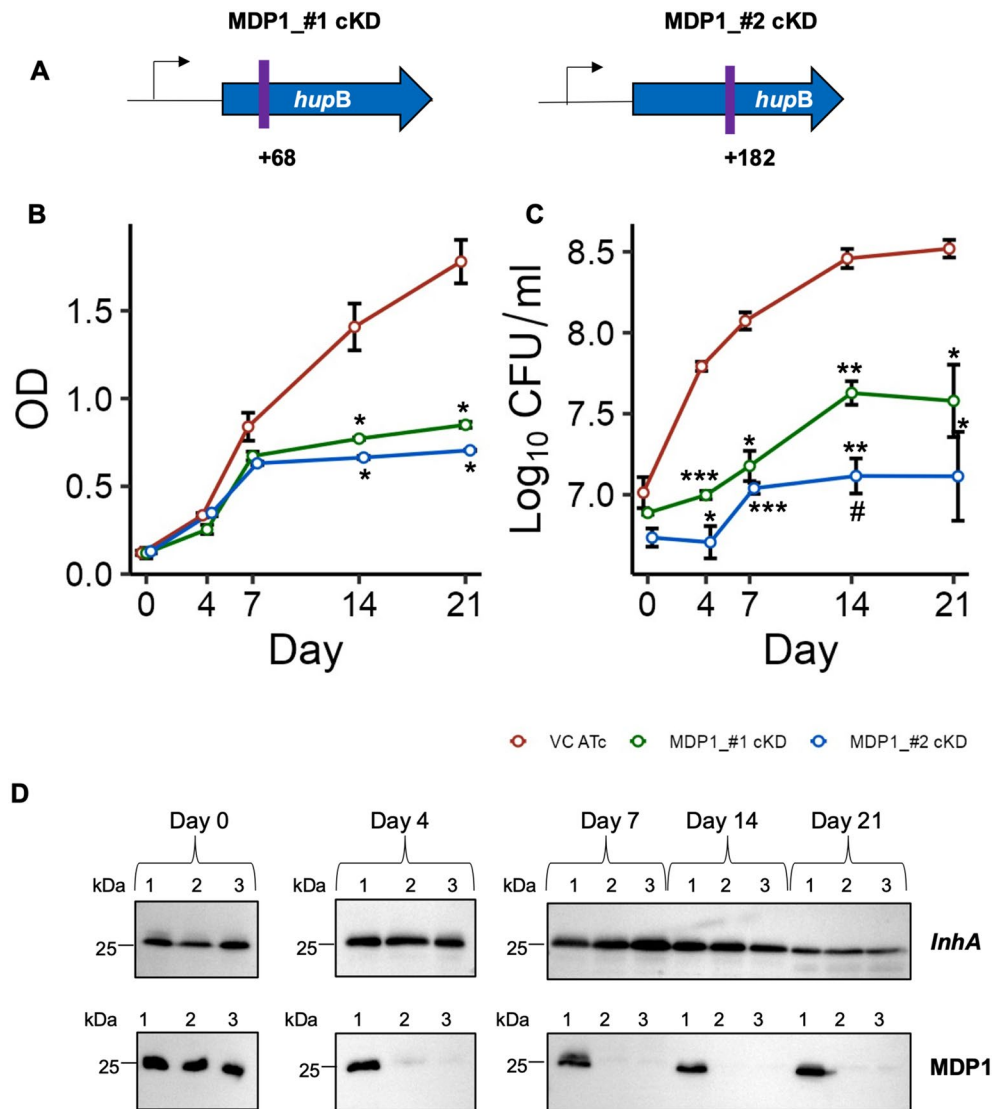 MDP1_#1 cKD MDP1_#2 cKD
A
hupB hupB
+68 +182
B C
1.5
1.0
0.5
0.0
OD
* *
* *
0 4 7 14 21
Day
8.5
8.0
7.5
7.0
Log10 CFU/ml
*** * ** *
* *** ** *
#
0 4 7 14 21
Day
VC ATc MDP1_#1 cKD MDP1_#2 cKD
D
Day 0 Day 4 Day 7 Day 14 Day 21
kDa 1 2 3 kDa 1 2 3 kDa 1 2 3 1 2 3 1 2 3
25 25 25 InhA
kDa 1 2 3 kDa 1 2 3 kDa 1 2 3 1 2 3 1 2 3
25 25 25 MDP1